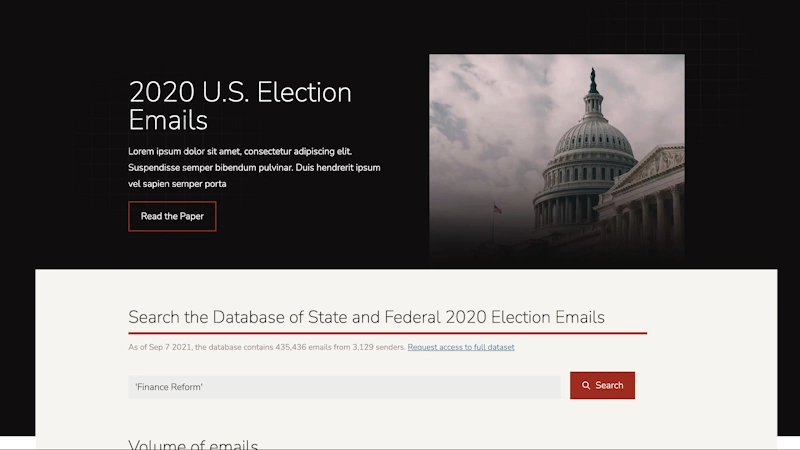 2020 U.S. Election
Emails
Lorem ipsum dolor sit amet, consectetur adipiscing elit.
Suspendisse semper bibendum pulvinar. Duis hendrerit ipsum
vel sapien semper porta
Read the Paper
Search the Database of State and Federal 2020 Election Emails
As of Sep 7 2021, the database contains 435,436 emails from 3,129 senders. Request access to full dataset
'Finance Reform'
Search
Volume of emails